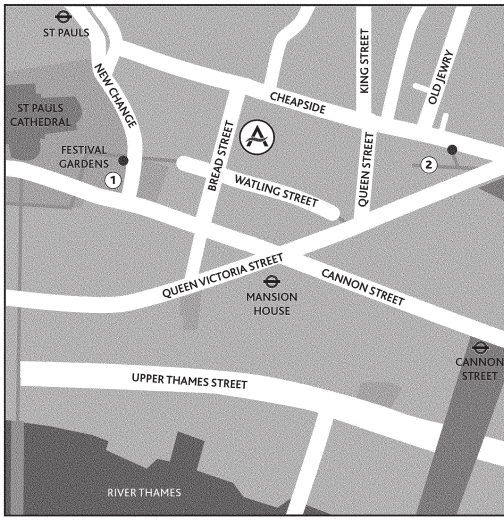 ST PAULS
KING STREET
OLD JEWRY
NEW CHANGE
CHEAPSIDE
ST PAULS
CATHEDRAL
BREAD STREET
A
QUEEN STREET
FESTIVAL
GARDENS
1
2
WATLING STREET
QUEEN VICTORIA STREET
CANNON STREET
MANSION
HOUSE
CANNON
STREET
UPPER THAMES STREET
RIVER THAMES